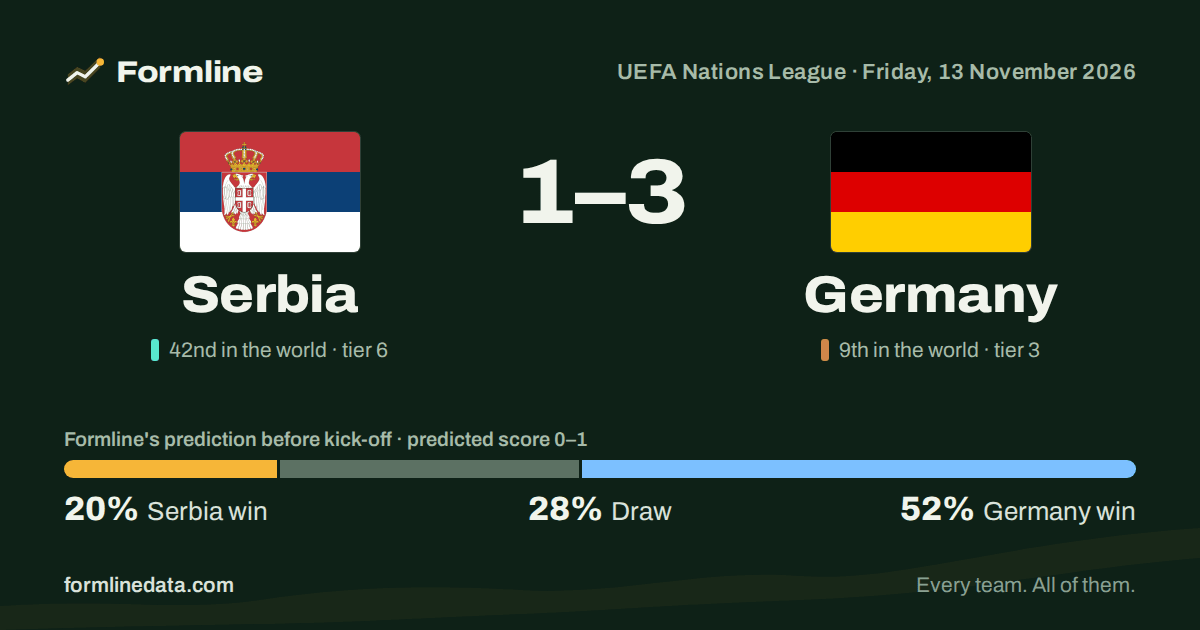 Formline
UEFA Nations League · Friday, 13 November 2026
1–3
Serbia
Germany
42nd in the world · tier 6
9th in the world · tier 3
Formline's prediction before kick-off · predicted score 0–1
20% Serbia win
28% Draw
52% Germany win
formlinedata.com
Every team. All of them.